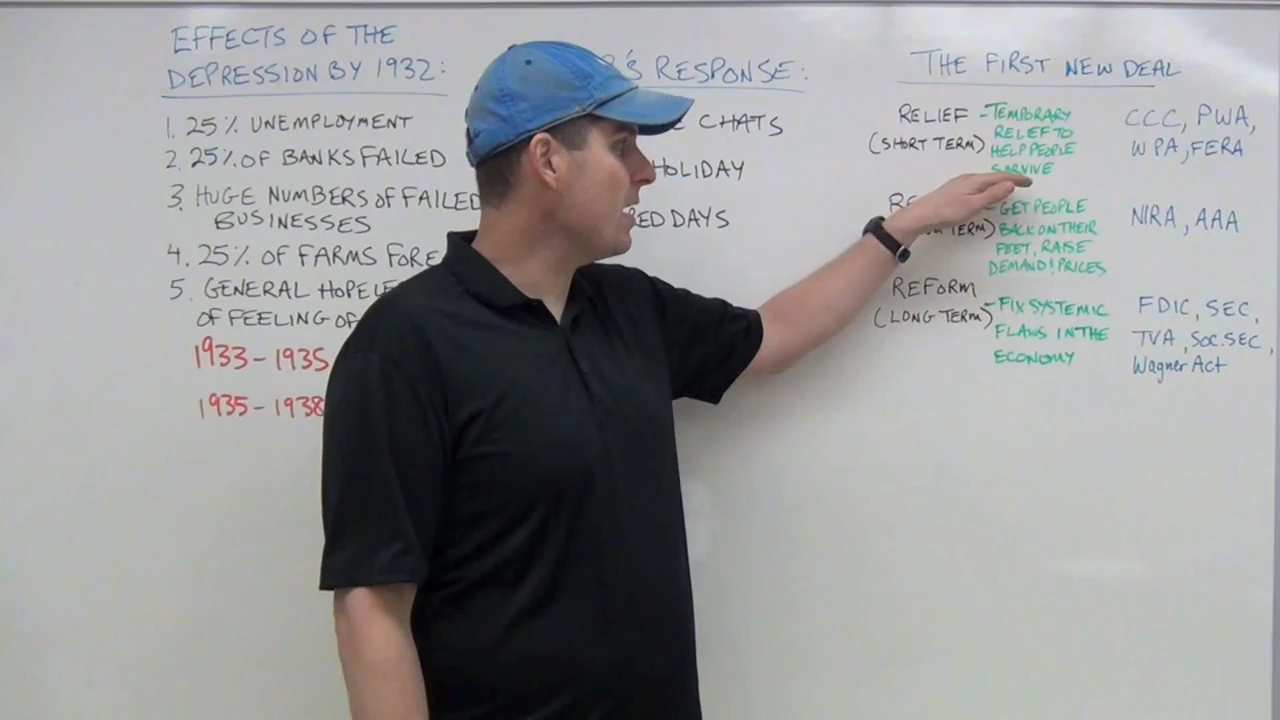 EFFECTS OF THE
DEPRESSION BY 1932:
1. 25% UNEMPLOYMENT
2. 25% OF BANKS FAILED
3. HUGE NUMBERS OF FAILED
BUSINESSES
4. 25% OF FARMS FORE
5. GENERAL HOPELE
OF FEELING OF
1933 - 1935
1935 - 1938
'S RESPONSE:
CHATS
HOLIDAY
RED DAYS
THE FIRST NEW DEAL
RELIEF
(SHORT TERM)
- TEMPORARY
RELEF TO
HELP PEOPLE
SURVIVE
CCC, PWA,
WPA, FERA
RE
TERM)
- GET PEOPLE
BACK ON THEIR
FEET, RAISE
DEMAND! PRICES
NIRA, AAA
REFORM
(LONG TERM)
- FIX SYSTEMIC
FLAWS IN THE
ECONOMY
FDIC, SEC,
TVA, SOC.SEC,
Wagner Act